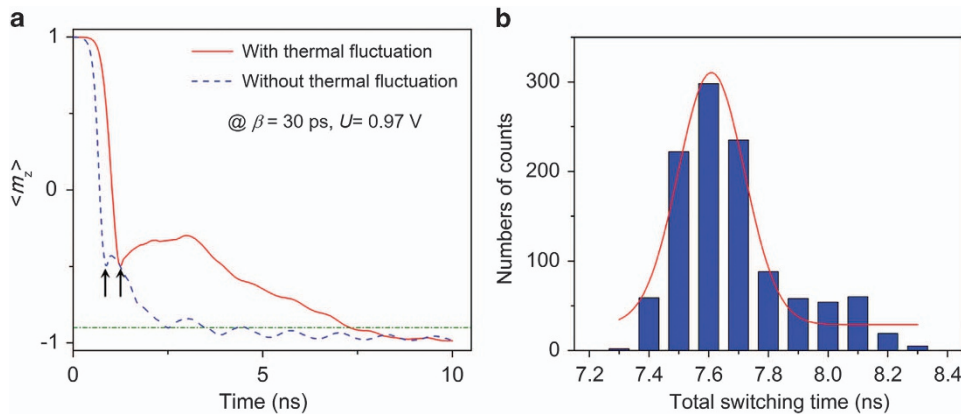 a
1
0
-1
<m_z>
With thermal fluctuation
Without thermal fluctuation
@ β = 30 ps, U= 0.97 V
0
5
10
Time (ns)
b
300
200
100
0
Numbers of counts
7.2
7.4
7.6
7.8
8.0
8.2
8.4
Total switching time (ns)